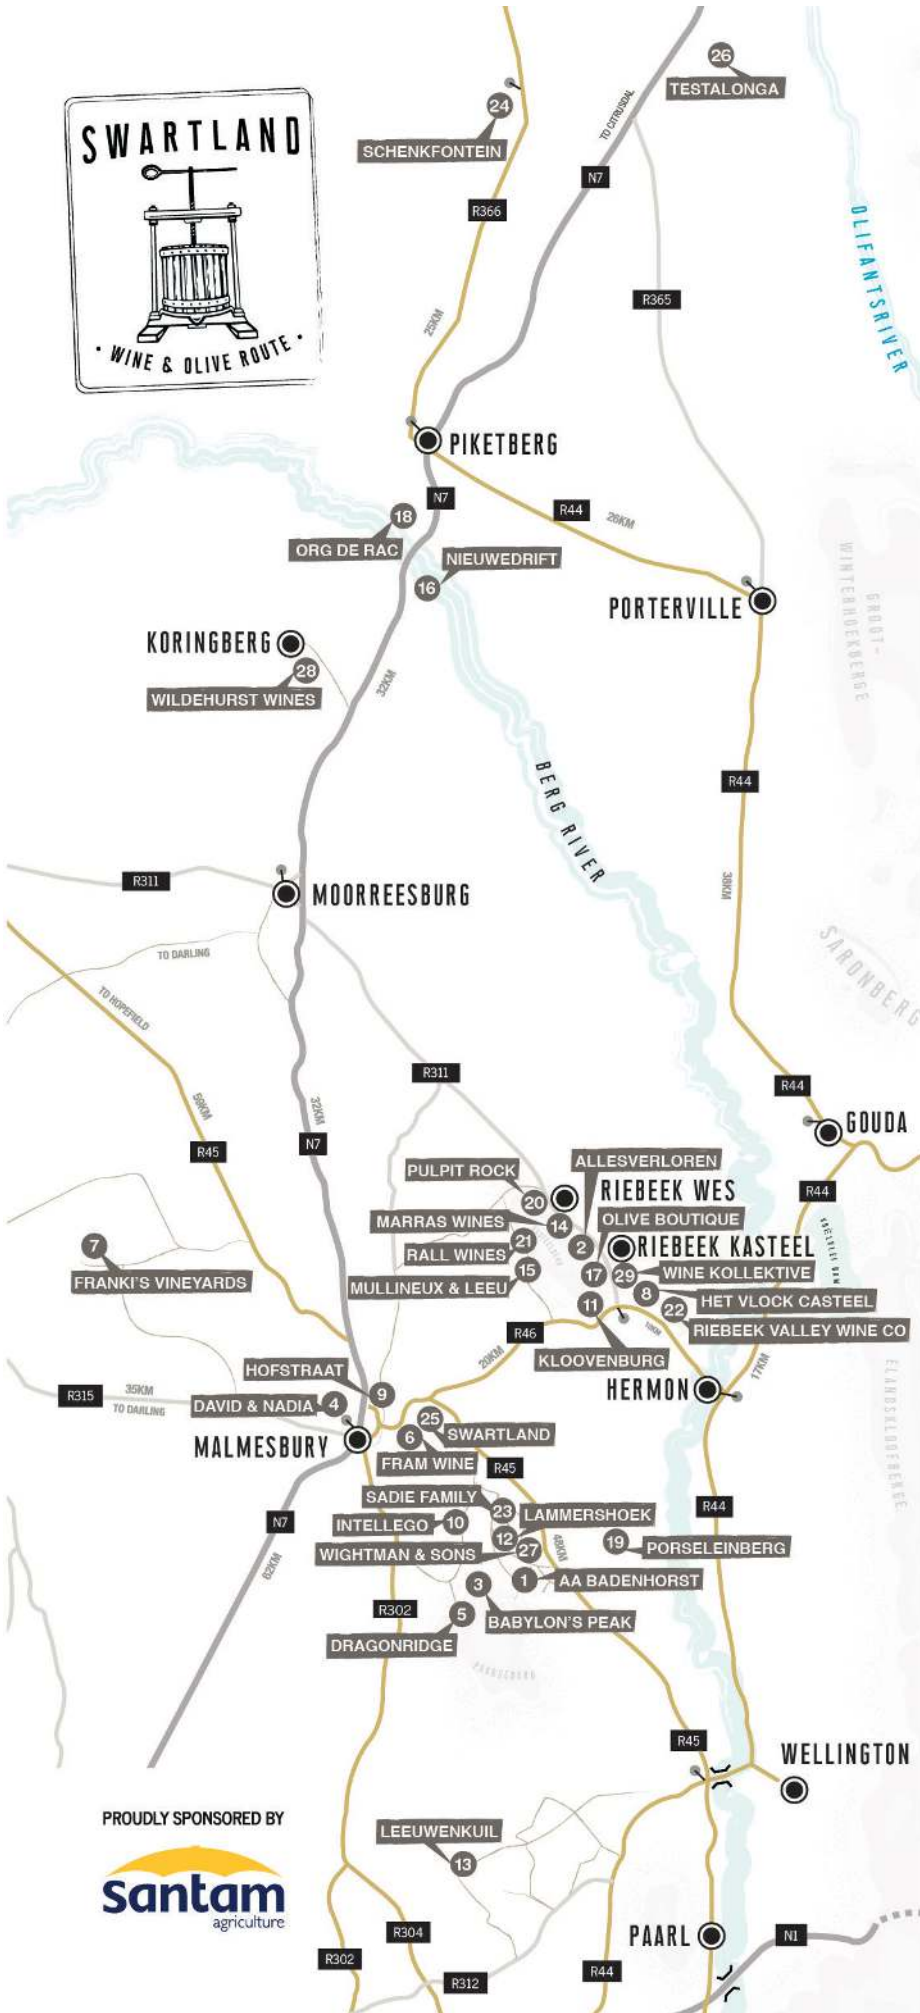 26
TESTALONGA
24
SCHENKFONTEIN
TO CITRUSDAL
N7
R366
SWARTLAND
• WINE & OLIVE ROUTE •
OLIFANTSRIVER
R365
25KM
PIKETBERG
N7
18
ORG DE RAC
R44
26KM
NIEUWEDRIFT
16
PORTERVILLE
GROOT-
WINTERHOEKBERGE
KORINGBERG
28
WILDEHURST WINES
32KM
BERG RIVER
R44
38KM
R311
MOORREESBURG
TO DARLING
TO HOPEFIELD
SARONBERG
R311
R44
59KM
32KM
GOUDA
N7
R45
PULPIT ROCK
20
ALLESVERLOREN
RIEBEEK WES
R44
MARRAS WINES
14
OLIVE BOUTIQUE
7
FRANKI'S VINEYARDS
RALL WINES
21
2
RIEBEEK KASTEEL
MULLINEUX & LEEU
15
17
29
WINE KOLLEKTIVE
8
HET VLOCK CASTEEL
11
22
RIEBEEK VALLEY WINE CO
R46
10KM
KLOOVENBURG
20KM
HOFSTRAAT
9
HERMON
17KM
R315
35KM
TO DARLING
DAVID & NADIA
4
ELANDSKLOOFBERGE
MALMESBURY
25
SWARTLAND
6
FRAM WINE
R45
SADIE FAMILY
23
R44
N7
INTELLEGO
10
LAMMERSHOEK
12
WIGHTMAN & SONS
27
48KM
19
PORSELEINBERG
62KM
3
1
AA BADENHORST
R302
5
BABYLON'S PEAK
DRAGONRIDGE
PAARDEBERG
R45
WELLINGTON
PROUDLY SPONSORED BY
santam
agriculture
LEEUWENKUIL
13
R304
PAARL
N1
R302
R312
R44